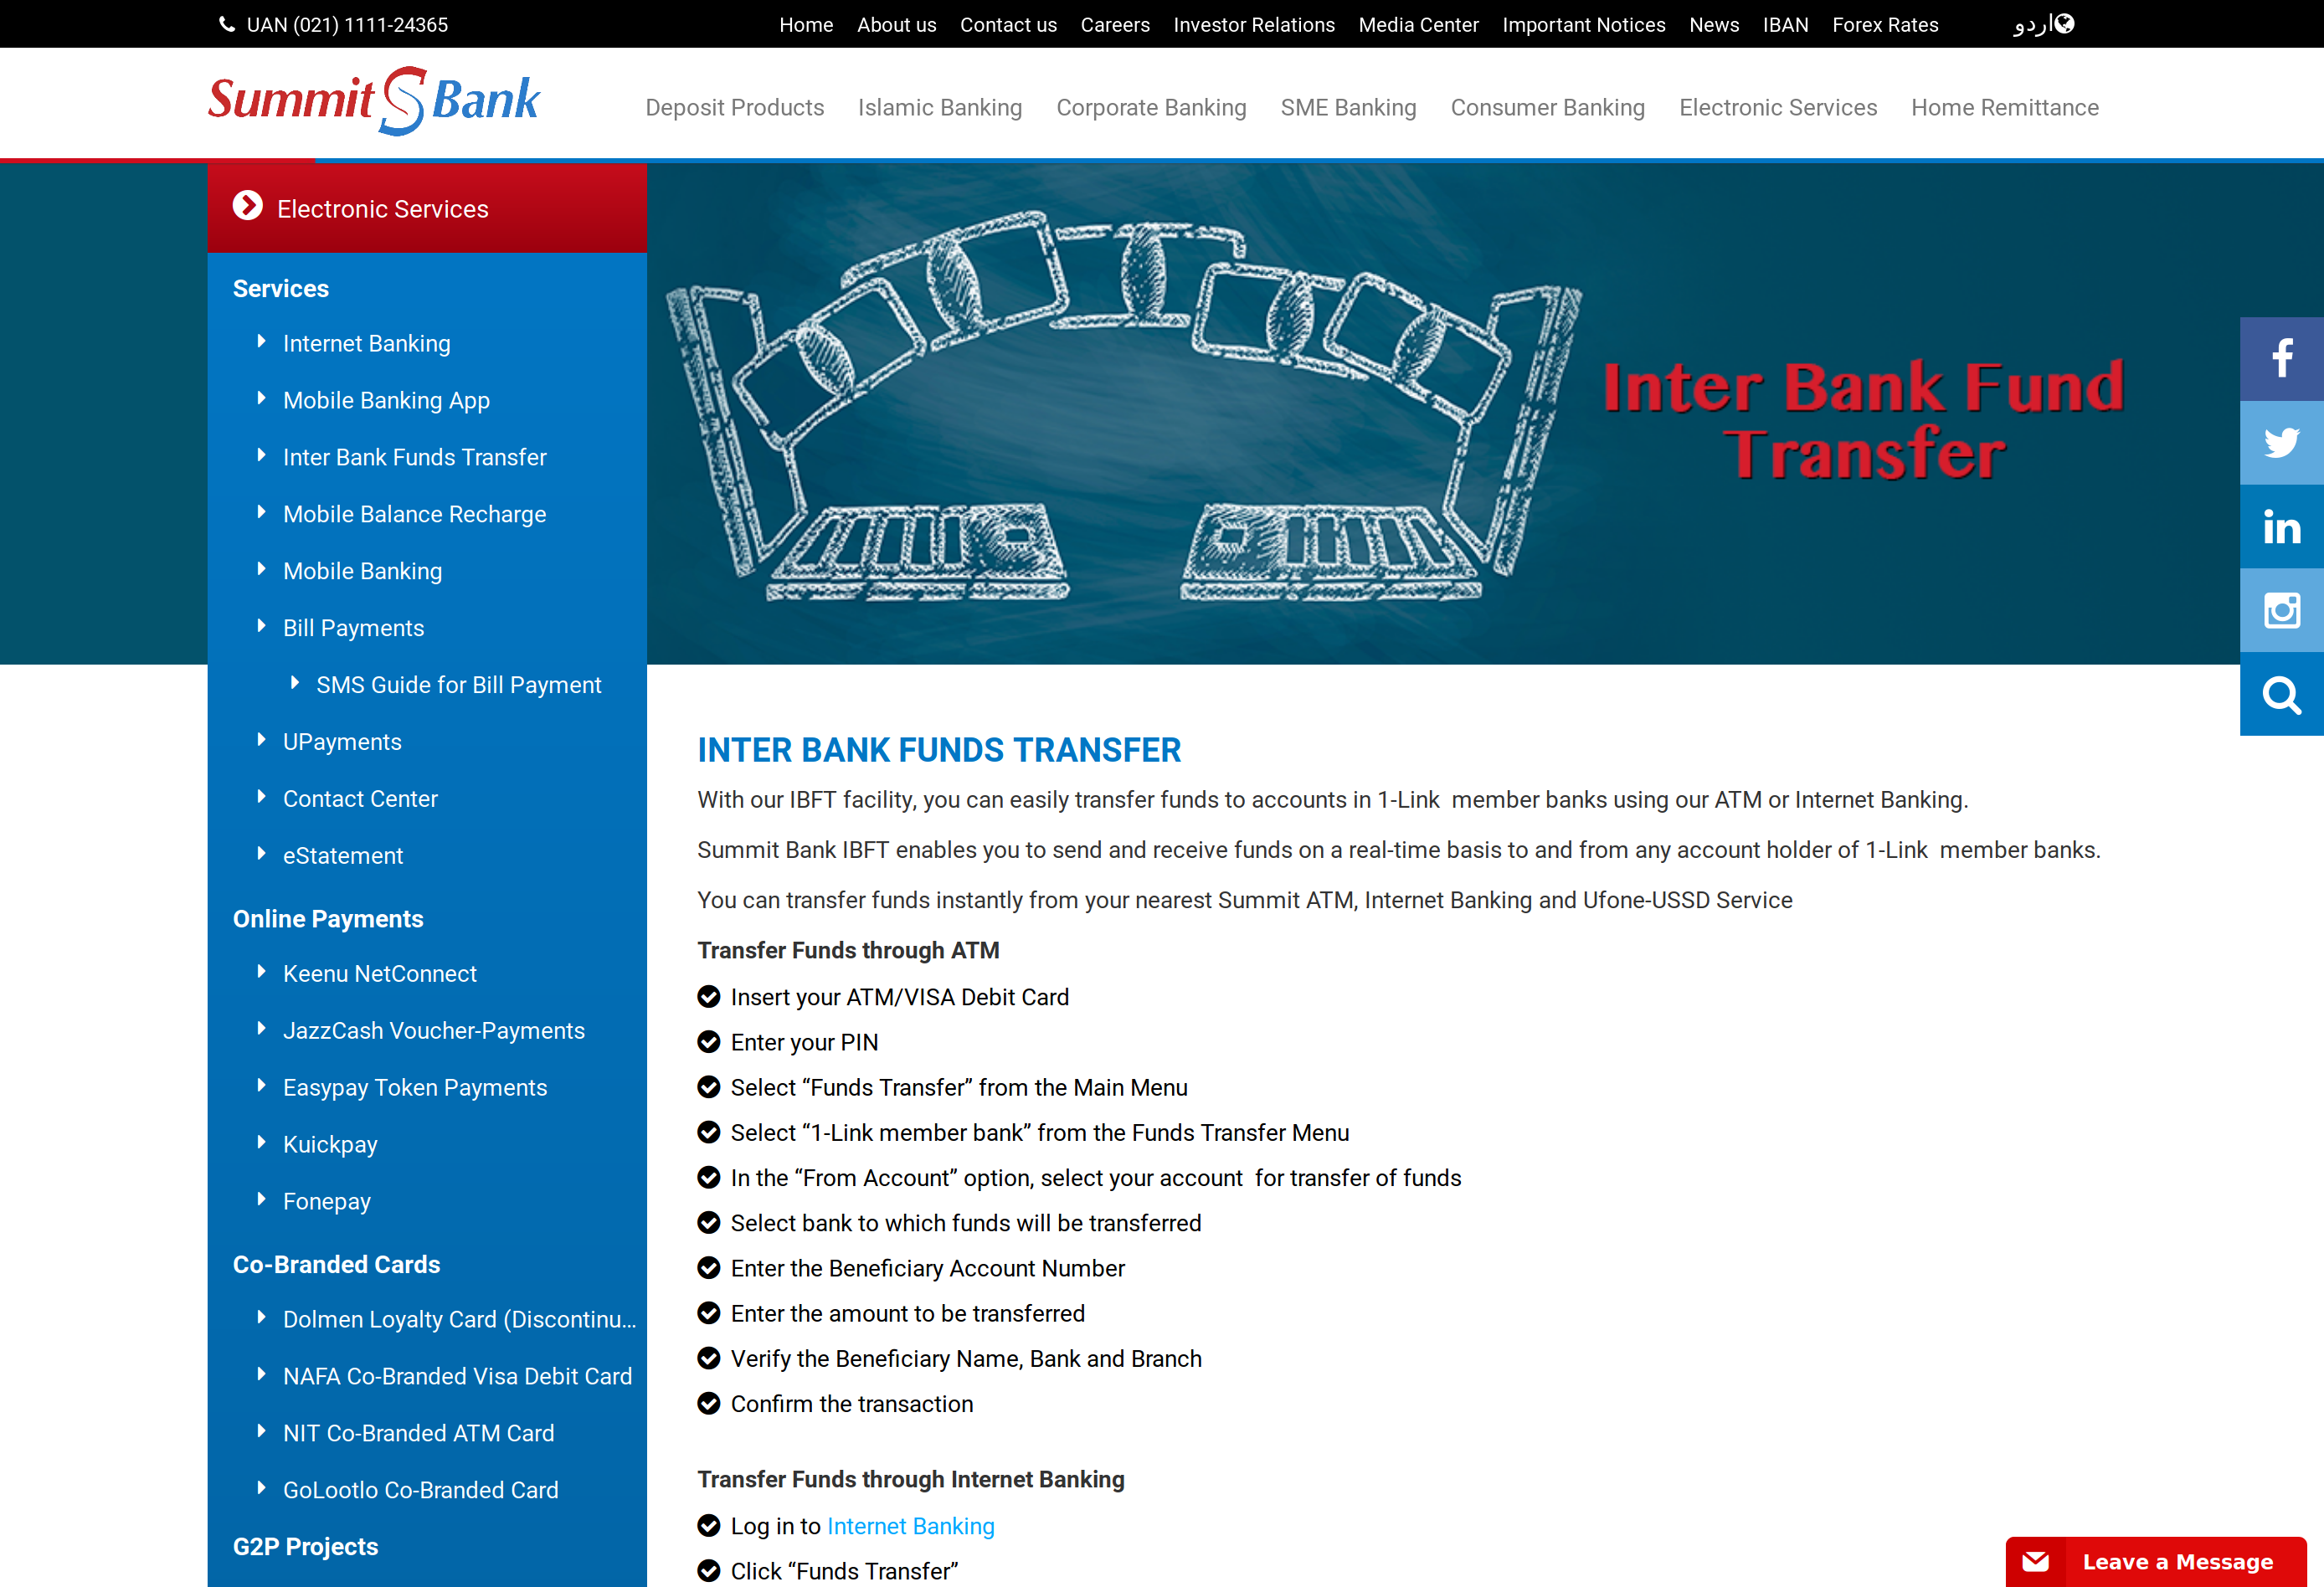 UAN (021) 1111-24365
Home About us Contact us Careers Investor Relations Media Center Important Notices News IBAN Forex Rates اردو
Summit S Bank
Deposit Products Islamic Banking Corporate Banking SME Banking Consumer Banking Electronic Services Home Remittance
Electronic Services
Services
Internet Banking
Mobile Banking App
Inter Bank Funds Transfer
Mobile Balance Recharge
Mobile Banking
Bill Payments
SMS Guide for Bill Payment
UPayments
Contact Center
eStatement
Online Payments
Keenu NetConnect
JazzCash Voucher-Payments
Easypay Token Payments
Kuickpay
Fonepay
Co-Branded Cards
Dolmen Loyalty Card (Discontinu...
NAFA Co-Branded Visa Debit Card
NIT Co-Branded ATM Card
GoLootlo Co-Branded Card
G2P Projects
Inter Bank Fund
Transfer
INTER BANK FUNDS TRANSFER
With our IBFT facility, you can easily transfer funds to accounts in 1-Link member banks using our ATM or Internet Banking.
Summit Bank IBFT enables you to send and receive funds on a real-time basis to and from any account holder of 1-Link member banks.
You can transfer funds instantly from your nearest Summit ATM, Internet Banking and Ufone-USSD Service
Transfer Funds through ATM
Insert your ATM/VISA Debit Card
Enter your PIN
Select “Funds Transfer” from the Main Menu
Select “1-Link member bank” from the Funds Transfer Menu
In the “From Account” option, select your account for transfer of funds
Select bank to which funds will be transferred
Enter the Beneficiary Account Number
Enter the amount to be transferred
Verify the Beneficiary Name, Bank and Branch
Confirm the transaction
Transfer Funds through Internet Banking
Log in to Internet Banking
Click “Funds Transfer”
Leave a Message